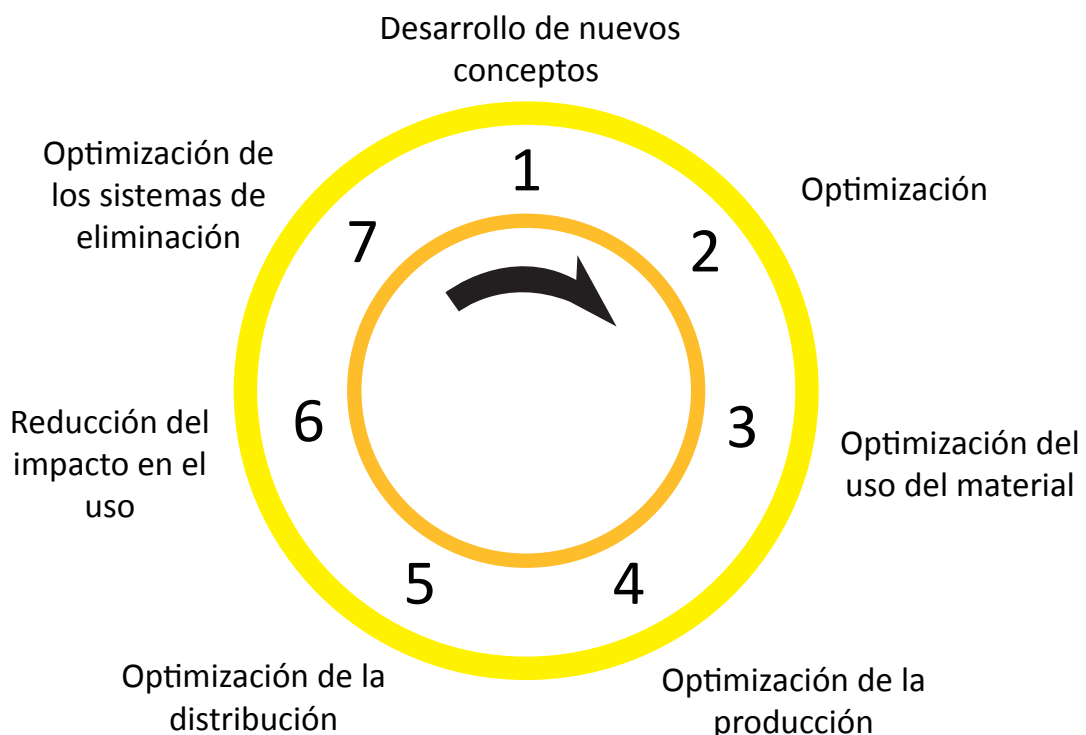 Desarrollo de nuevos
conceptos
1
Optimización
2
Optimización del
uso del material
3
Optimización de la
producción
4
Optimización de la
distribución
5
Reducción del
impacto en el
uso
6
Optimización de
los sistemas de
eliminación
7